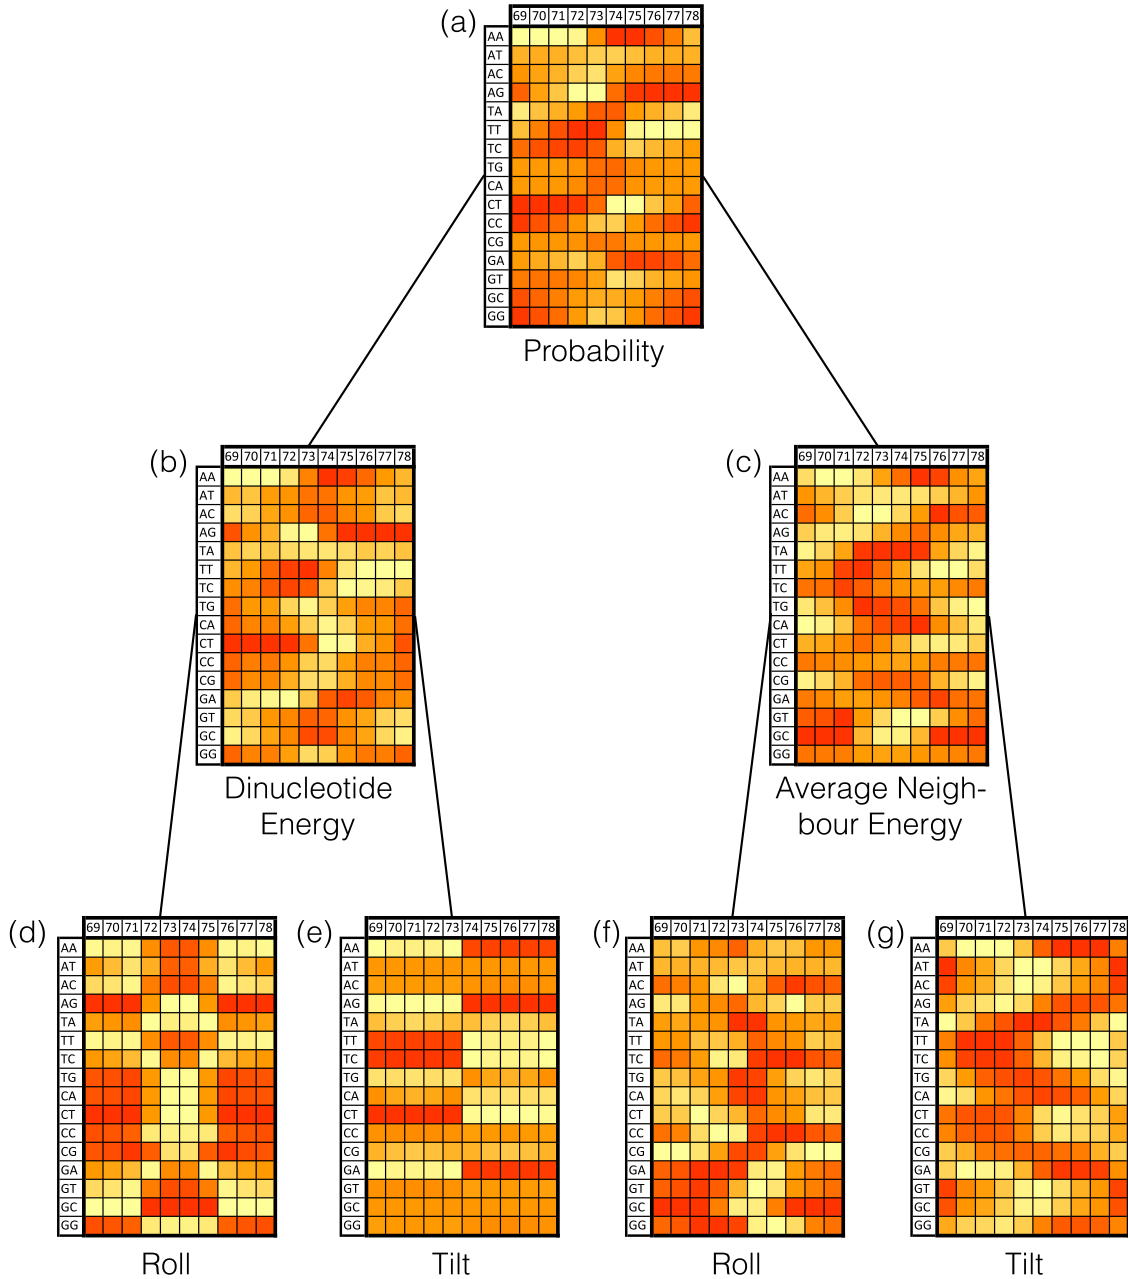 (a)
69 70 71 72 73 74 75 76 77 78
AA
AT
AC
AG
TA
TT
TC
TG
CA
CT
CC
CG
GA
GT
GC
GG
Probability
(b)
69 70 71 72 73 74 75 76 77 78
AA
AT
AC
AG
TA
TT
TC
TG
CA
CT
CC
CG
GA
GT
GC
GG
Dinucleotide
Energy
(c)
69 70 71 72 73 74 75 76 77 78
AA
AT
AC
AG
TA
TT
TC
TG
CA
CT
CC
CG
GA
GT
GC
GG
Average Neigh-
bour Energy
(d)
69 70 71 72 73 74 75 76 77 78
AA
AT
AC
AG
TA
TT
TC
TG
CA
CT
CC
CG
GA
GT
GC
GG
Roll
(e)
69 70 71 72 73 74 75 76 77 78
AA
AT
AC
AG
TA
TT
TC
TG
CA
CT
CC
CG
GA
GT
GC
GG
Tilt
(f)
69 70 71 72 73 74 75 76 77 78
AA
AT
AC
AG
TA
TT
TC
TG
CA
CT
CC
CG
GA
GT
GC
GG
Roll
(g)
69 70 71 72 73 74 75 76 77 78
AA
AT
AC
AG
TA
TT
TC
TG
CA
CT
CC
CG
GA
GT
GC
GG
Tilt